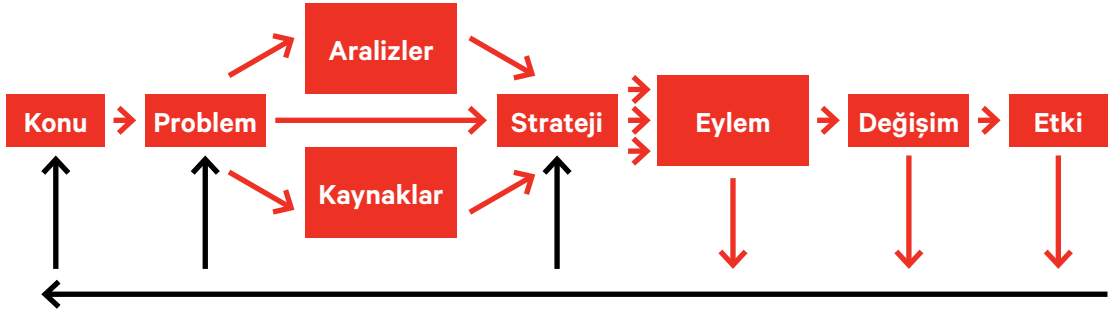 Aralizler
Konu
Problem
Strateji
Eylem
Değişim
Etki
Kaynaklar